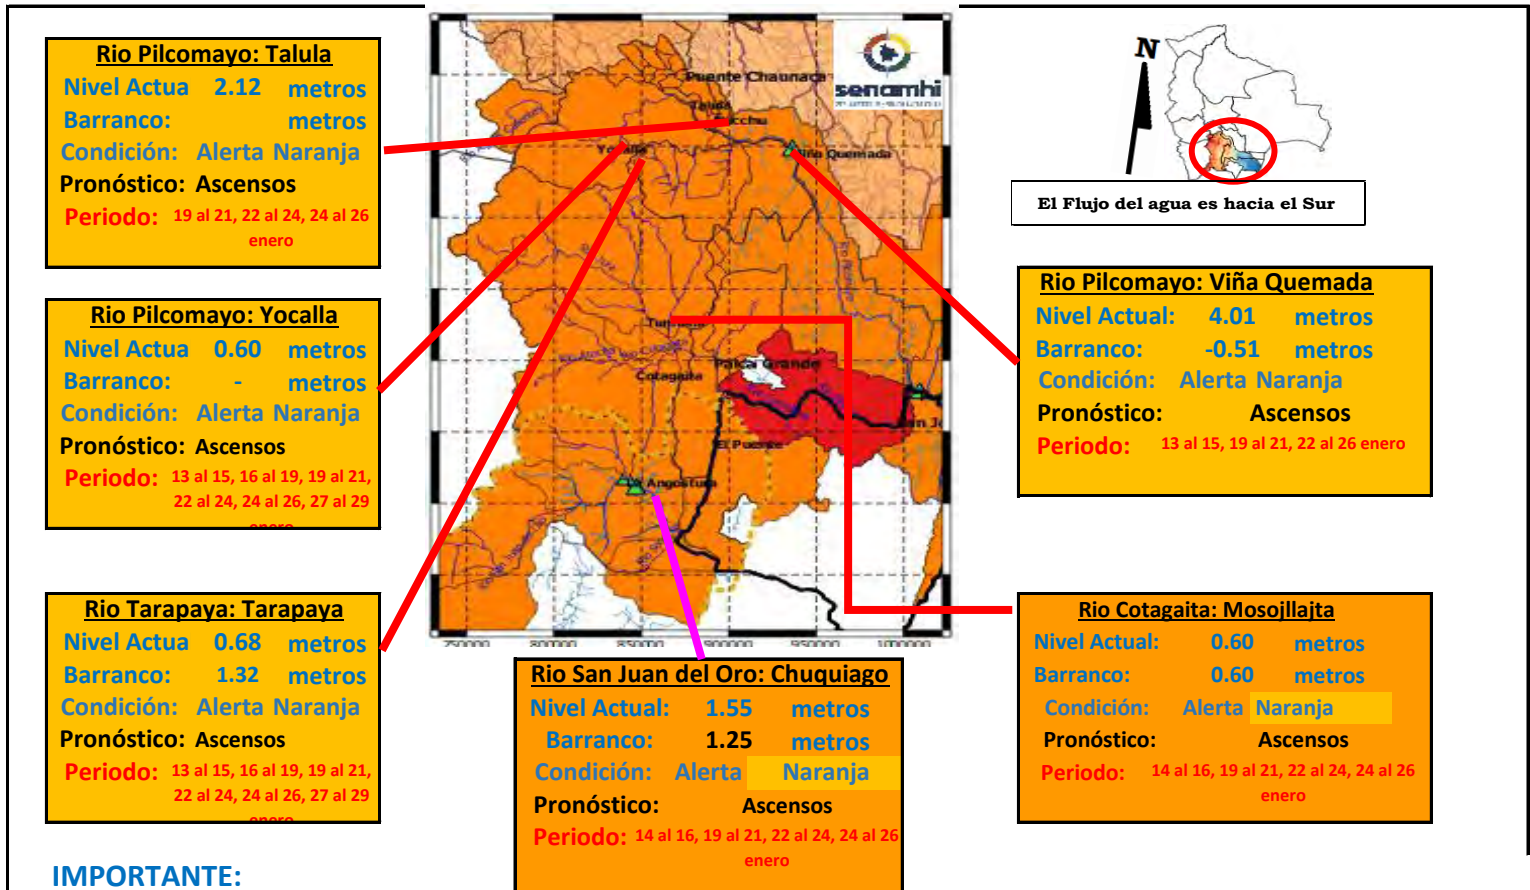 Rio Pilcomayo: Talula
Nivel Actua 2.12 metros
Barranco: metros
Condición: Alerta Naranja
Pronóstico: Ascensos
Periodo: 19 al 21, 22 al 24, 24 al 26
enero
Rio Pilcomayo: Yocalla
Nivel Actua 0.60 metros
Barranco: - metros
Condición: Alerta Naranja
Pronóstico: Ascensos
Periodo: 13 al 15, 16 al 19, 19 al 21,
22 al 24, 24 al 26, 27 al 29
enero
Rio Tarapaya: Tarapaya
Nivel Actua 0.68 metros
Barranco: 1.32 metros
Condición: Alerta Naranja
Pronóstico: Ascensos
Periodo: 13 al 15, 16 al 19, 19 al 21,
22 al 24, 24 al 26, 27 al 29
enero
IMPORTANTE:
senamhi
Puente Chaunaca
Talula
Yocalla
Viña Quemada
Tumusla
Palca Grande
Cotagaita
El Puente
Angostura
750000 800000 850000 900000 950000 1000000
Rio San Juan del Oro: Chuquiago
Nivel Actual: 1.55 metros
Barranco: 1.25 metros
Condición: Alerta Naranja
Pronóstico: Ascensos
Periodo: 14 al 16, 19 al 21, 22 al 24, 24 al 26
enero
N
El Flujo del agua es hacia el Sur
Rio Pilcomayo: Viña Quemada
Nivel Actual: 4.01 metros
Barranco: -0.51 metros
Condición: Alerta Naranja
Pronóstico: Ascensos
Periodo: 13 al 15, 19 al 21, 22 al 26 enero
Rio Cotagaita: Mosojllajta
Nivel Actual: 0.60 metros
Barranco: 0.60 metros
Condición: Alerta Naranja
Pronóstico: Ascensos
Periodo: 14 al 16, 19 al 21, 22 al 24, 24 al 26
enero